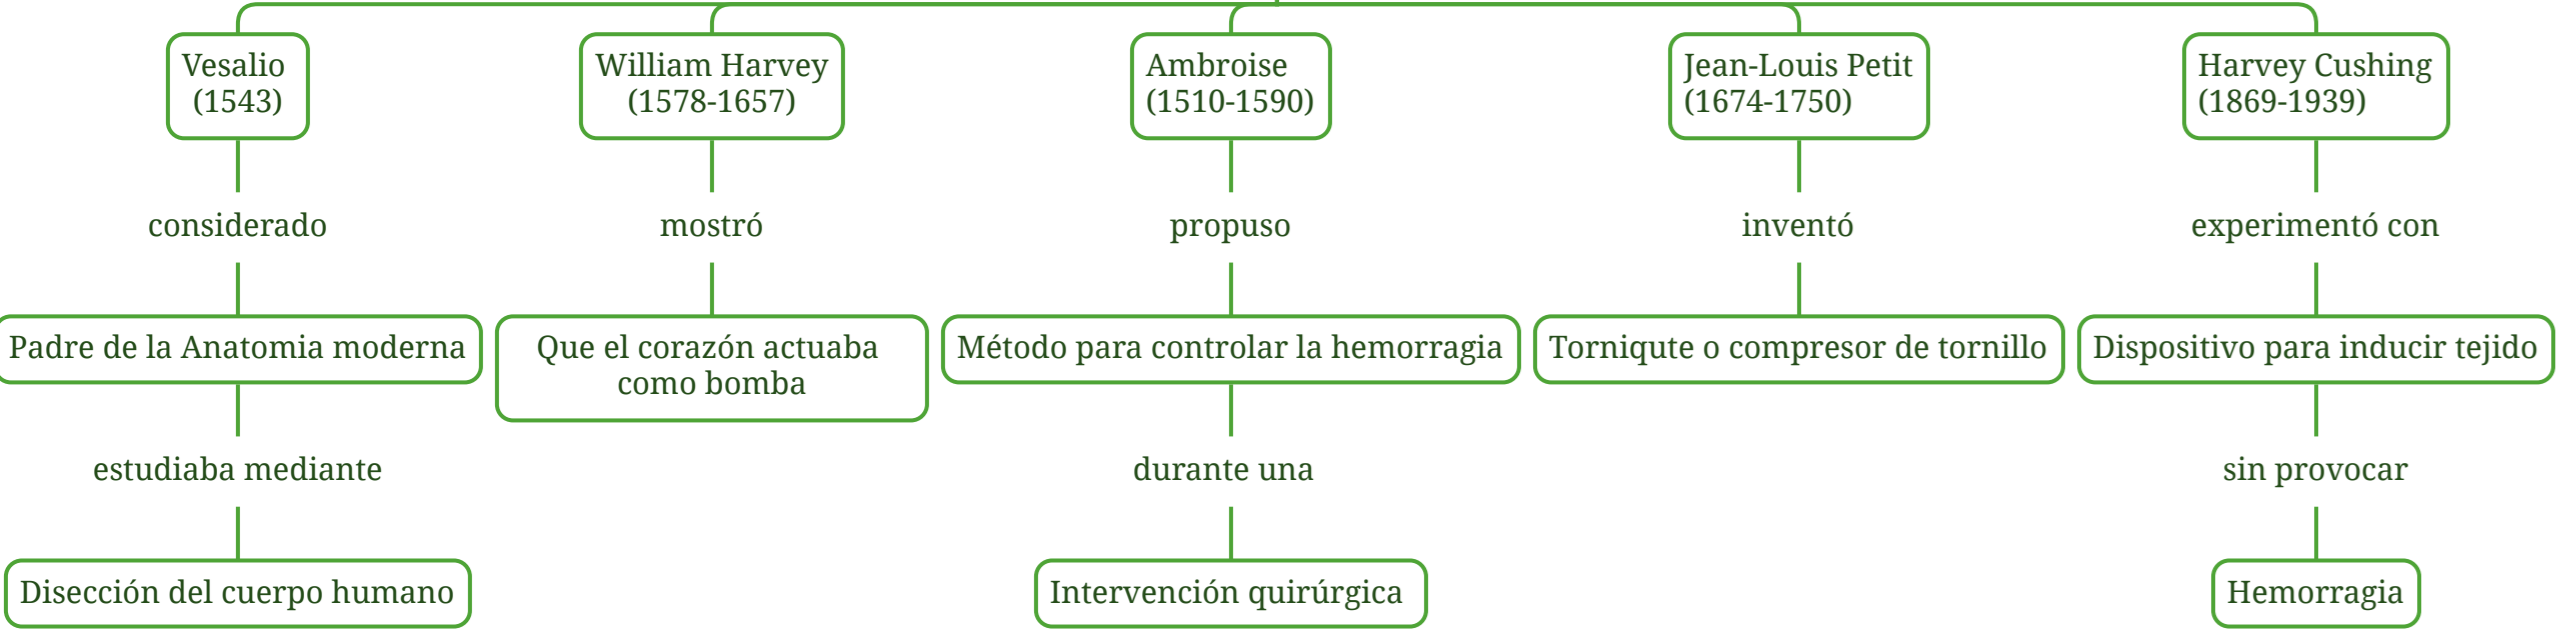 Vesalio
(1543)
William Harvey
(1578-1657)
Ambroise
(1510-1590)
Jean-Louis Petit
(1674-1750)
Harvey Cushing
(1869-1939)
considerado
mostró
propuso
inventó
experimentó con
Padre de la Anatomia moderna
Que el corazón actuaba
como bomba
Método para controlar la hemorragia
Torniqute o compresor de tornillo
Dispositivo para inducir tejido
estudiaba mediante
durante una
sin provocar
Disección del cuerpo humano
Intervención quirúrgica
Hemorragia